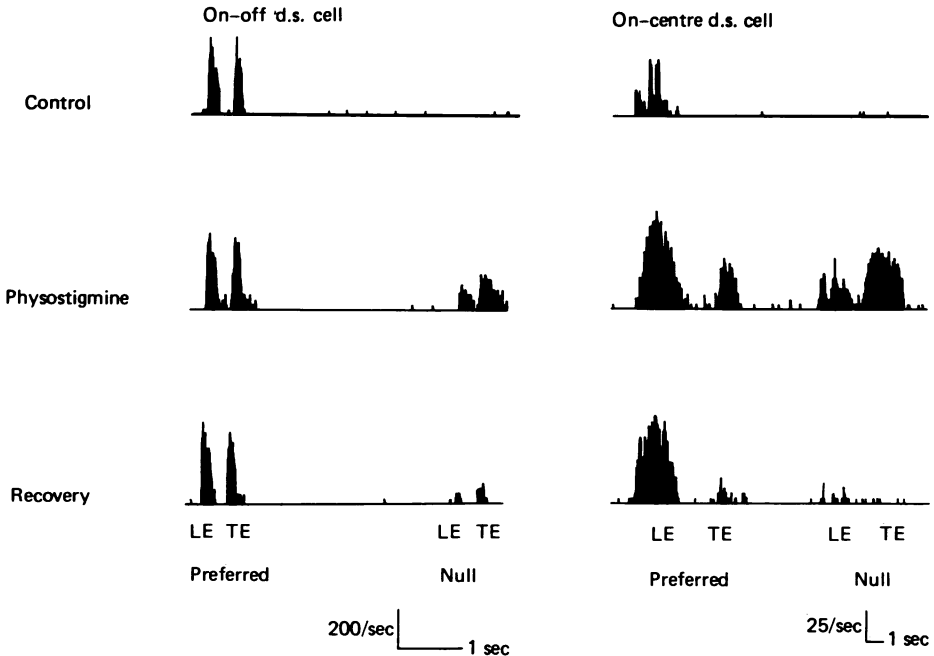 On-off d.s. cell
On-centre d.s. cell
Control
Physostigmine
Recovery
LE TE LE TE
LE TE LE TE
Preferred Null
Preferred Null
200/sec
1 sec
25/sec
1 sec